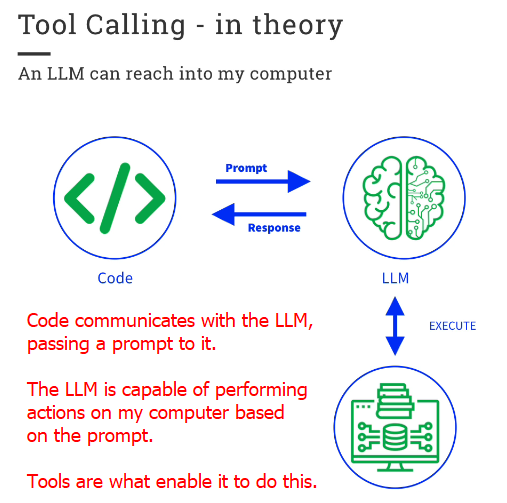 Tool Calling - in theory
An LLM can reach into my computer
Prompt
Response
Code
LLM
EXECUTE
Code communicates with the LLM,
passing a prompt to it.
The LLM is capable of performing
actions on my computer based
on the prompt.
Tools are what enable it to do this.